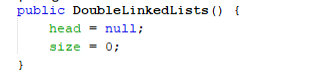 public DoubleLinkedLists() {
head = null;
size = 0;
}